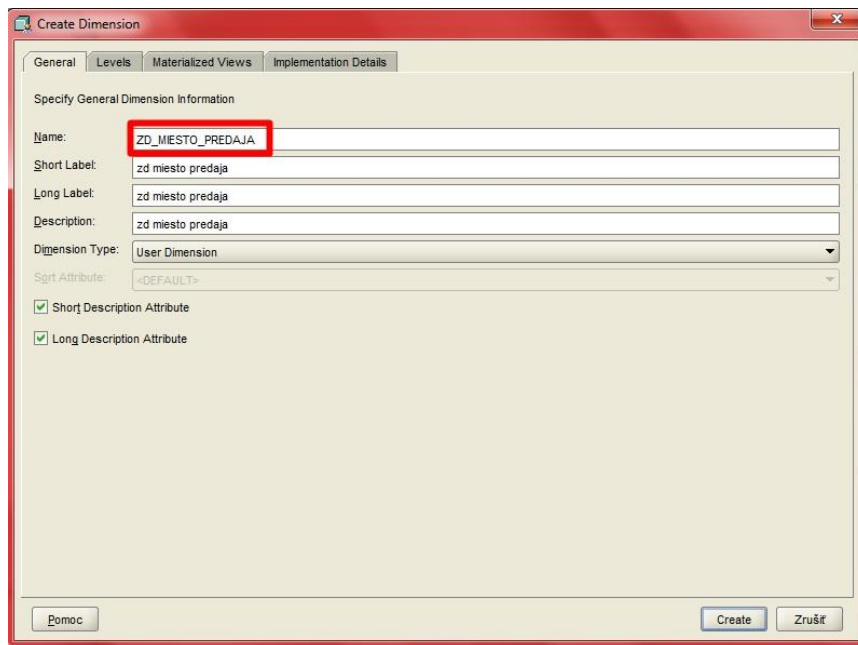 Create Dimension
General Levels Materialized Views Implementation Details
Specify General Dimension Information
Name: ZD_MIESTO_PREDAJA
Short Label: zd miesto predaja
Long Label: zd miesto predaja
Description: zd miesto predaja
Dimension Type: User Dimension
Sort Attribute: <DEFAULT>
Short Description Attribute
Long Description Attribute
Pomoc Create Zrušiť